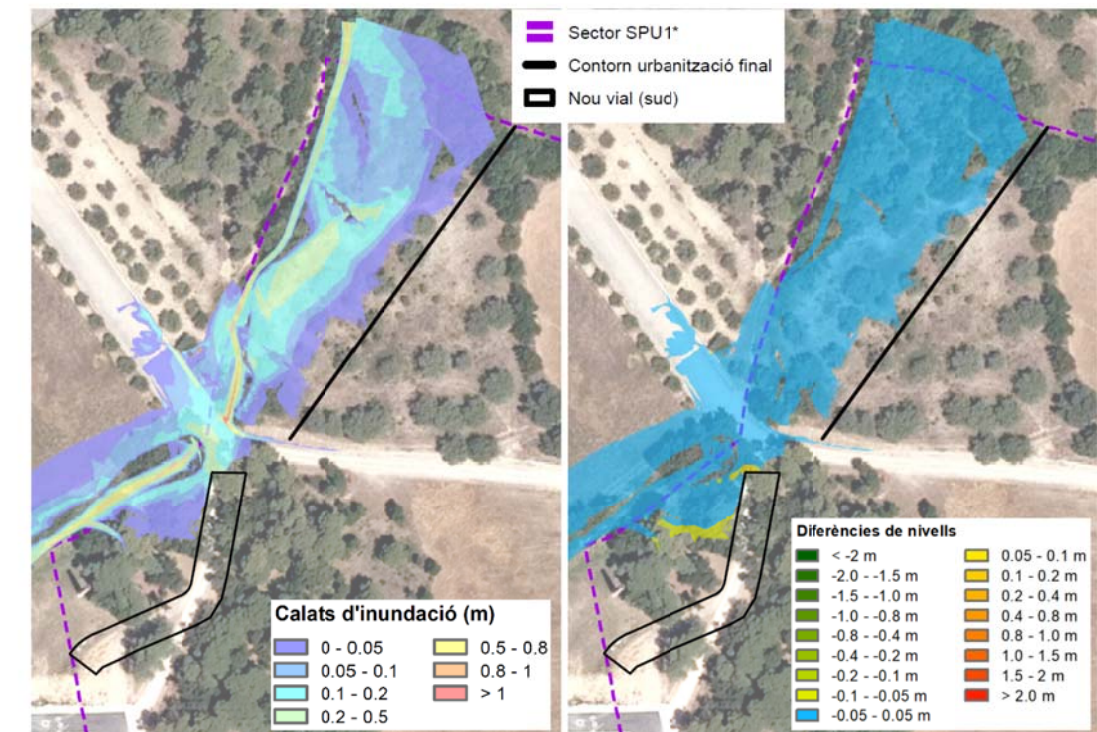 Sector SPU1*
Contorn urbanització final
Nou vial (sud)
Calats d'inundació (m)
0 - 0.05
0.05 - 0.1
0.1 - 0.2
0.2 - 0.5
0.5 - 0.8
0.8 - 1
> 1
Diferències de nivells
< -2 m
-2.0 - -1.5 m
-1.5 - -1.0 m
-1.0 - -0.8 m
-0.8 - -0.4 m
-0.4 - -0.2 m
-0.2 - -0.1 m
-0.1 - -0.05 m
-0.05 - 0.05 m
0.05 - 0.1 m
0.1 - 0.2 m
0.2 - 0.4 m
0.4 - 0.8 m
0.8 - 1.0 m
1.0 - 1.5 m
1.5 - 2 m
> 2.0 m